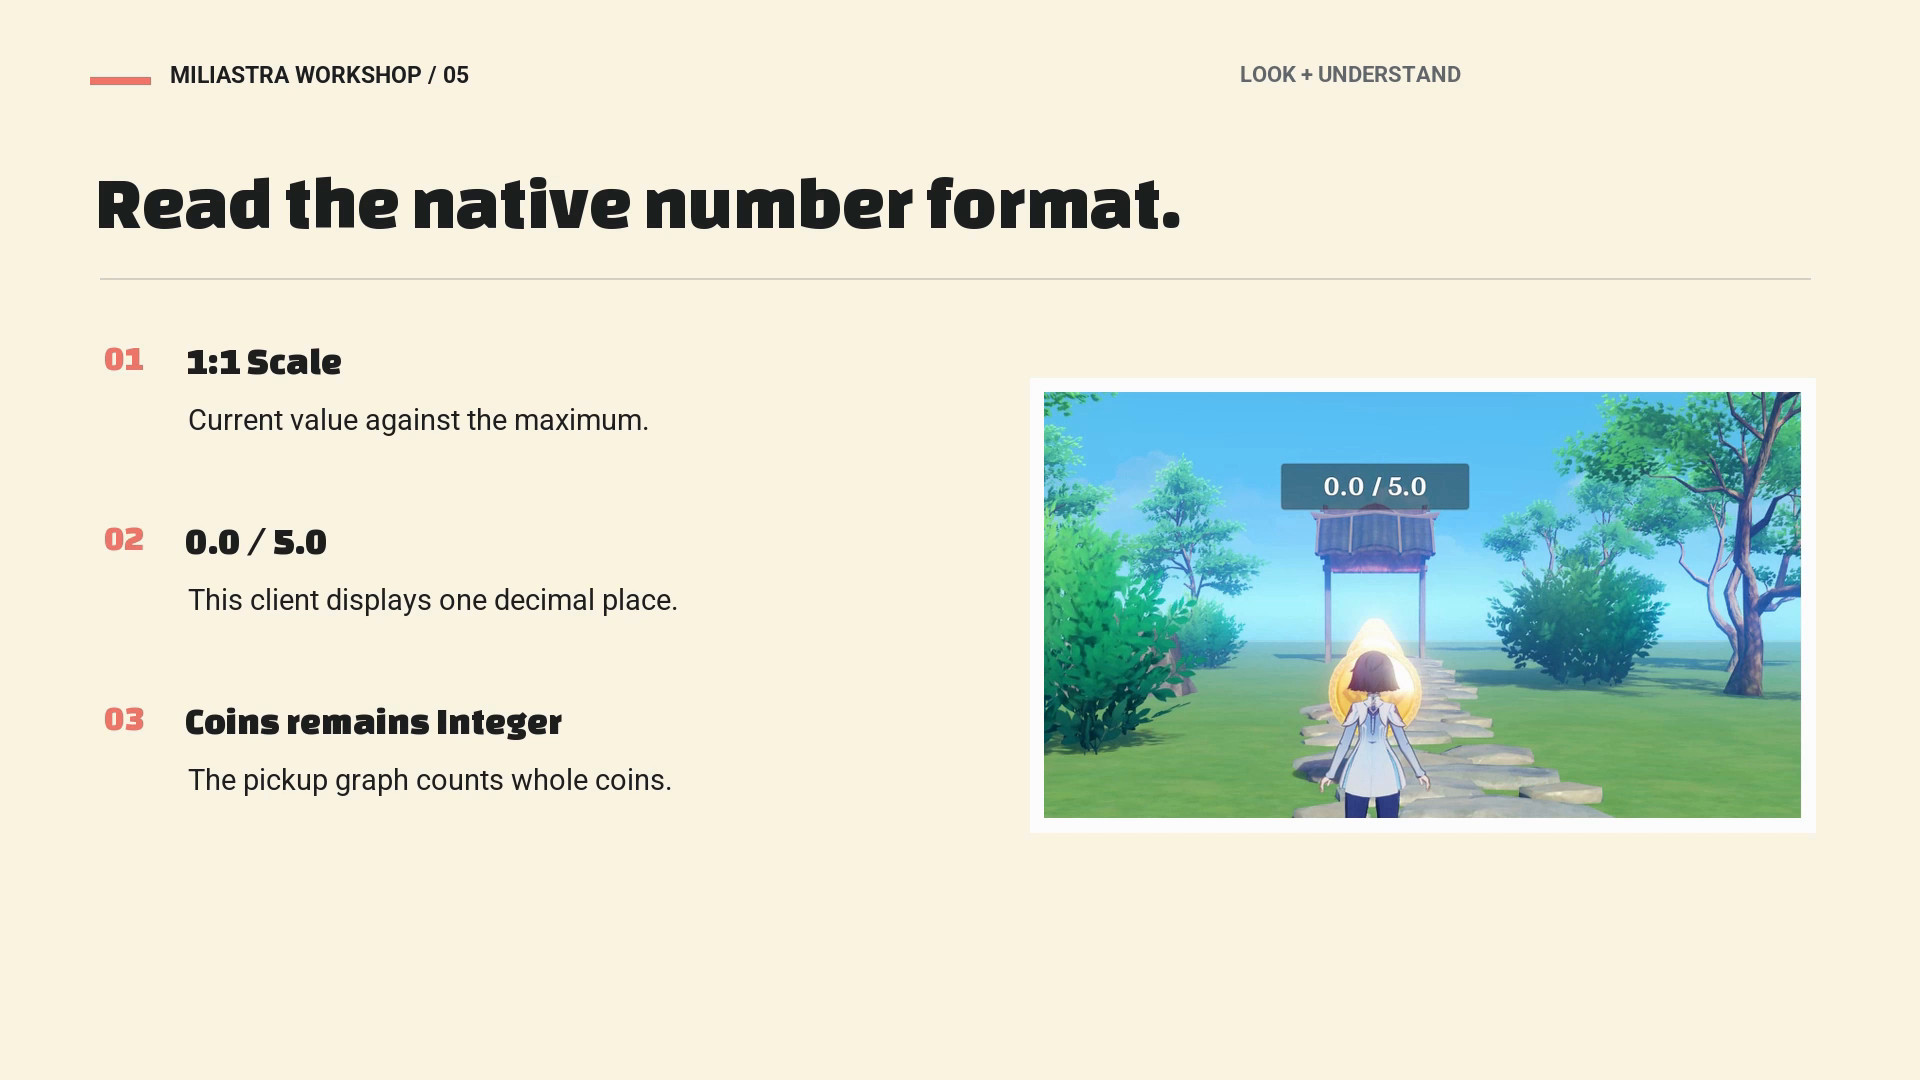 MILIASTRA WORKSHOP / 05
LOOK + UNDERSTAND
Read the native number format.
01 1:1 Scale
Current value against the maximum.
02 0.0 / 5.0
This client displays one decimal place.
03 Coins remains Integer
The pickup graph counts whole coins.
0.0 / 5.0